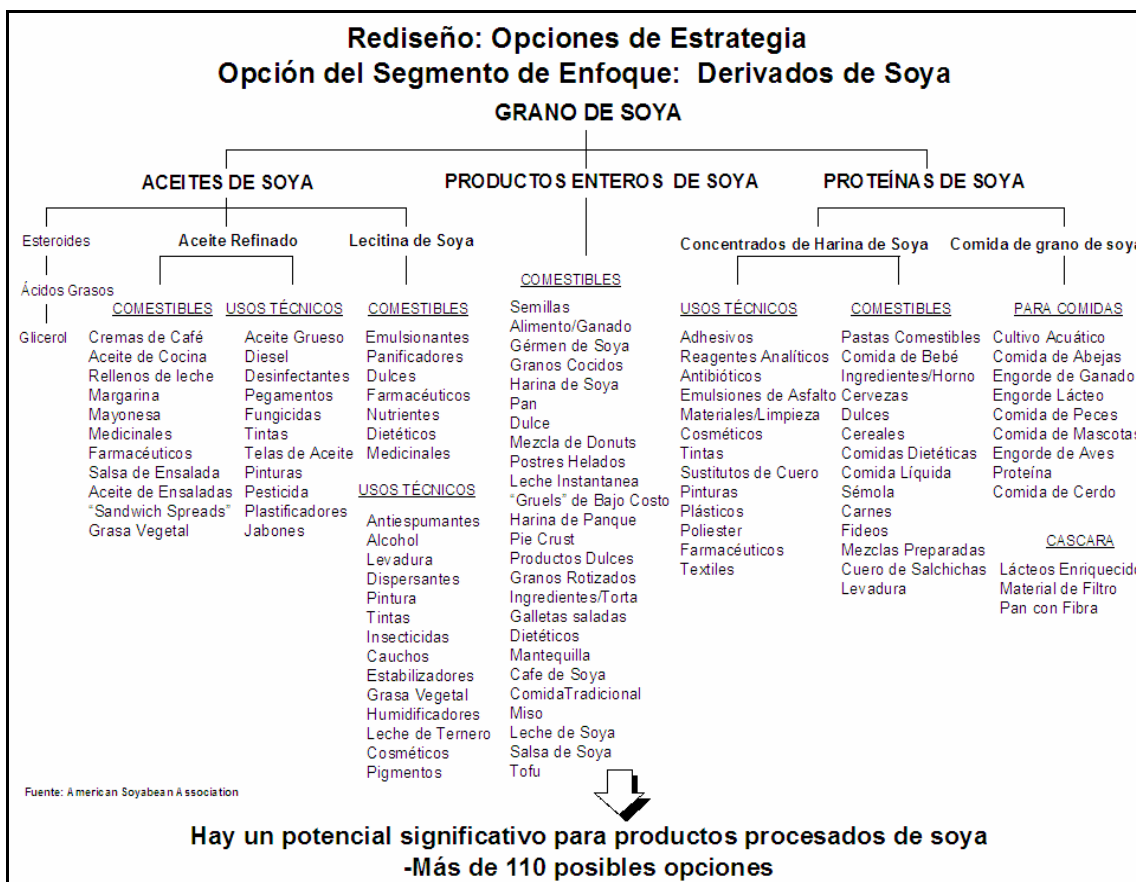 Rediseño: Opciones de Estrategia
Opción del Segmento de Enfoque: Derivados de Soya
GRANO DE SOYA
ACEITES DE SOYA
PRODUCTOS ENTEROS DE SOYA
PROTEÍNAS DE SOYA
Esteroides
Ácidos Grasos
Glicerol
Aceite Refinado
COMESTIBLES
Cremas de Café
Aceite de Cocina
Rellenos de leche
Margarina
Mayonesa
Medicinales
Farmacéuticos
Salsa de Ensalada
Aceite de Ensaladas
“Sandwich Spreads”
Grasa Vegetal
USOS TÉCNICOS
Aceite Grueso
Diesel
Desinfectantes
Pegamentos
Fungicidas
Tintas
Telas de Aceite
Pinturas
Pesticida
Plastificadores
Jabones
Lecitina de Soya
COMESTIBLES
Emulsionantes
Panificadores
Dulces
Farmacéuticos
Nutrientes
Dietéticos
Medicinales
USOS TÉCNICOS
Antiespumantes
Alcohol
Levadura
Dispersantes
Pintura
Tintas
Insecticidas
Cauchos
Estabilizadores
Grasa Vegetal
Humidificadores
Leche de Ternero
Cosméticos
Pigmentos
COMESTIBLES
Semillas
Alimento/Ganado
Gérmen de Soya
Granos Cocidos
Harina de Soya
Pan
Dulce
Mezcla de Donuts
Postres Helados
Leche Instantanea
“Gruels” de Bajo Costo
Harina de Panque
Pie Crust
Productos Dulces
Granos Rotizados
Ingredientes/Torta
Galletas saladas
Dietéticos
Mantequilla
Cafe de Soya
ComidaTradicional
Miso
Leche de Soya
Salsa de Soya
Tofu
Concentrados de Harina de Soya
USOS TÉCNICOS
Adhesivos
Reagentes Analíticos
Antibióticos
Emulsiones de Asfalto
Materiales/Limpieza
Cosméticos
Tintas
Sustitutos de Cuero
Pinturas
Plásticos
Poliester
Farmacéuticos
Textiles
COMESTIBLES
Pastas Comestibles
Comida de Bebé
Ingredientes/Horno
Cervezas
Dulces
Cereales
Comidas Dietéticas
Comida Líquida
Sémola
Carnes
Fideos
Mezclas Preparadas
Cuero de Salchichas
Levadura
Comida de grano de soya
PARA COMIDAS
Cultivo Acuático
Comida de Abejas
Engorde de Ganado
Engorde Lácteo
Comida de Peces
Comida de Mascotas
Engorde de Aves
Proteína
Comida de Cerdo
CASCARA
Lácteos Enriquecido
Material de Filtro
Pan con Fibra
Fuente: American Soyabean Association
Hay un potencial significativo para productos procesados de soya
-Más de 110 posibles opciones